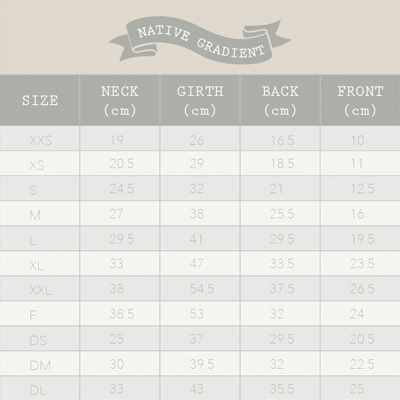 NATIVE GRADIENT
SIZE NECK (cm) GIRTH (cm) BACK (cm) FRONT (cm)
XXS 19 26 16.5 10
XS 20.5 29 18.5 11
S 24.5 32 21 12.5
M 27 38 25.5 16
L 29.5 41 29.5 19.5
XL 33 47 33.5 23.5
XXL 38 54.5 37.5 26.5
F 38.5 53 32 24
DS 25 37 29.5 20.5
DM 30 39.5 32 22.5
DL 33 43 35.5 25